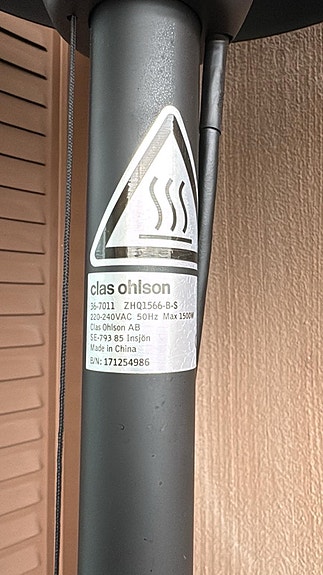 clas ohlson
36-7011 ZHQ1566-B-S
220-240VAC 50Hz Max 1500W
Clas Ohlson AB
SE-793 85 Insjön
Made in China
B/N: 171254986